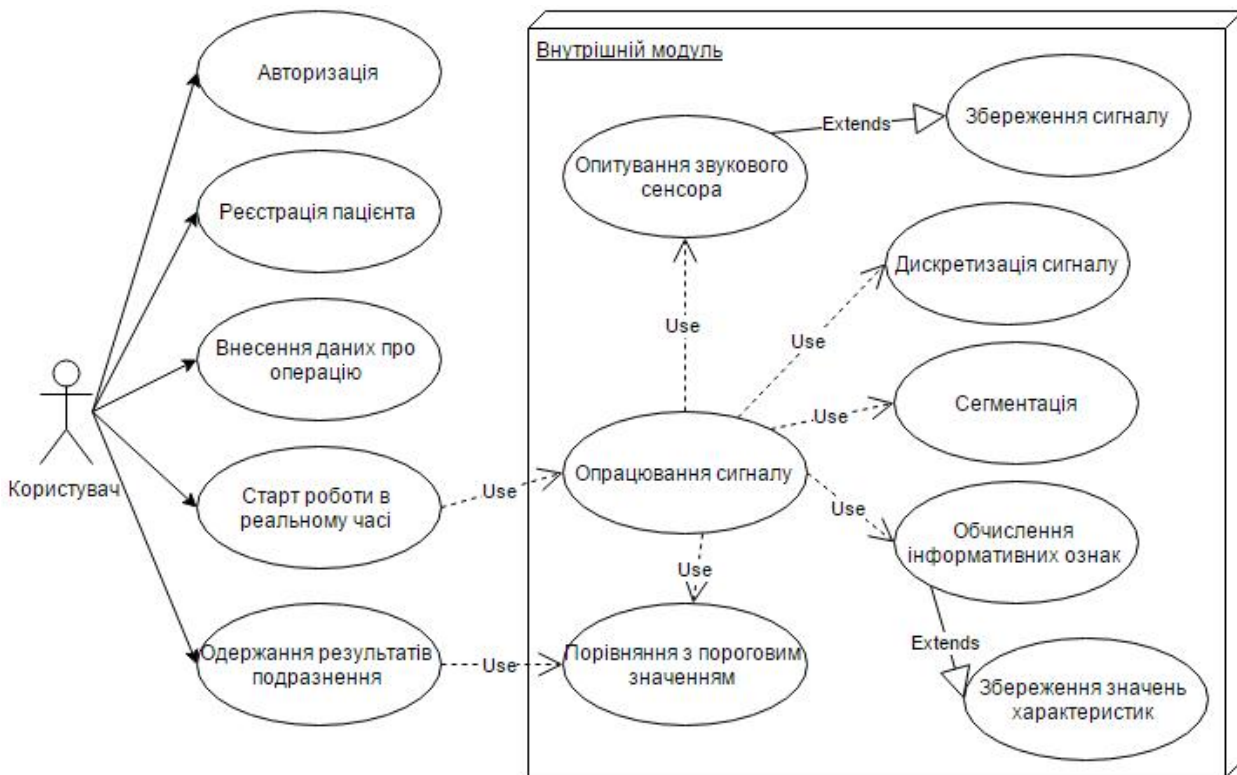 Внутрішній модуль
Авторизація
Extends
Збереження сигналу
Опитування звукового
сенсора
Реєстрація пацієнта
Дискретизація сигналу
Use
Use
Внесення даних про
операцію
Сегментація
Use
Користувач
Старт роботи в
реальному часі
Use
Опрацювання сигналу
Use
Обчислення
інформативних ознак
Use
Extends
Одержання результатів
подразнення
Use
Порівняння з пороговим
значенням
Збереження значень
характеристик